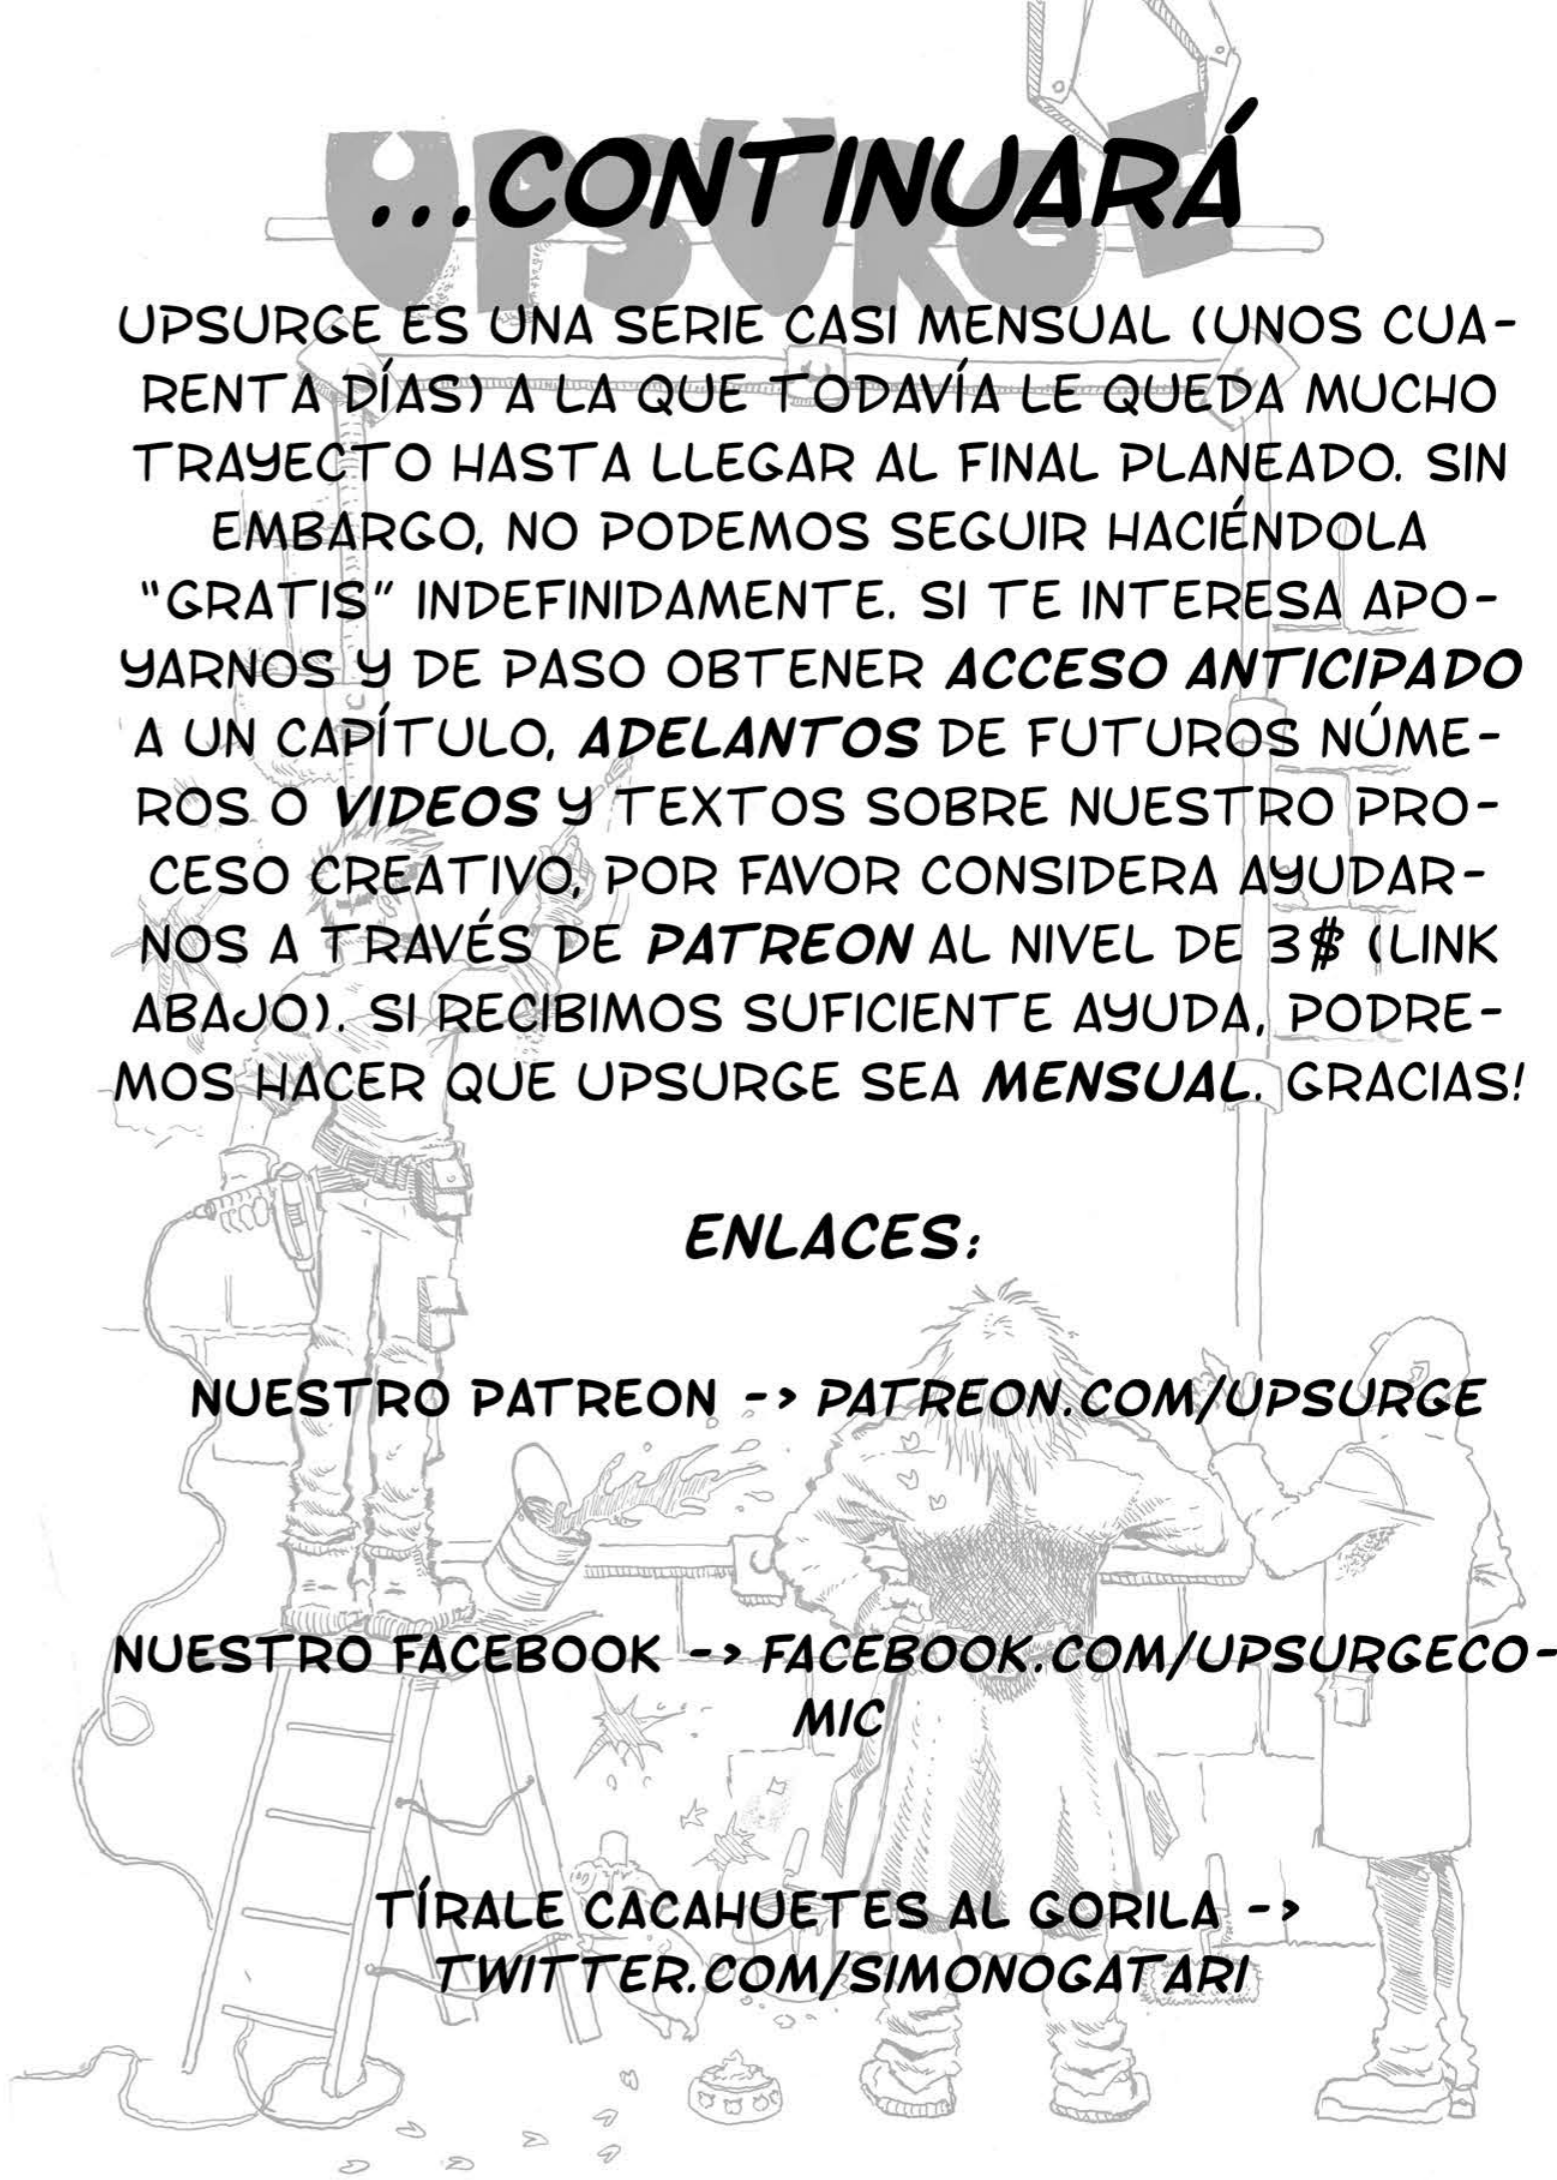 UPSURGE
...CONTINUARÁ
UPSURGE ES UNA SERIE CASI MENSUAL (UNOS CUA-
RENTA DÍAS) A LA QUE TODAVÍA LE QUEDA MUCHO
TRAYECTO HASTA LLEGAR AL FINAL PLANEADO. SIN
EMBARGO, NO PODEMOS SEGUIR HACIÉNDOLA
"GRATIS" INDEFINIDAMENTE. SI TE INTERESA APO-
YARNOS Y DE PASO OBTENER ACCESO ANTICIPADO
A UN CAPÍTULO, ADELANTOS DE FUTUROS NÚME-
ROS O VIDEOS Y TEXTOS SOBRE NUESTRO PRO-
CESO CREATIVO, POR FAVOR CONSIDERA AYUDAR-
NOS A TRAVÉS DE PATREON AL NIVEL DE 3$ (LINK
ABAJO). SI RECIBIMOS SUFICIENTE AYUDA, PODRE-
MOS HACER QUE UPSURGE SEA MENSUAL. GRACIAS!
ENLACES:
NUESTRO PATREON -> PATREON.COM/UPSURGE
NUESTRO FACEBOOK -> FACEBOOK.COM/UPSURGECO-
MIC
TÍRALE CACAHUETES AL GORILA ->
TWITTER.COM/SIMONOGATARI